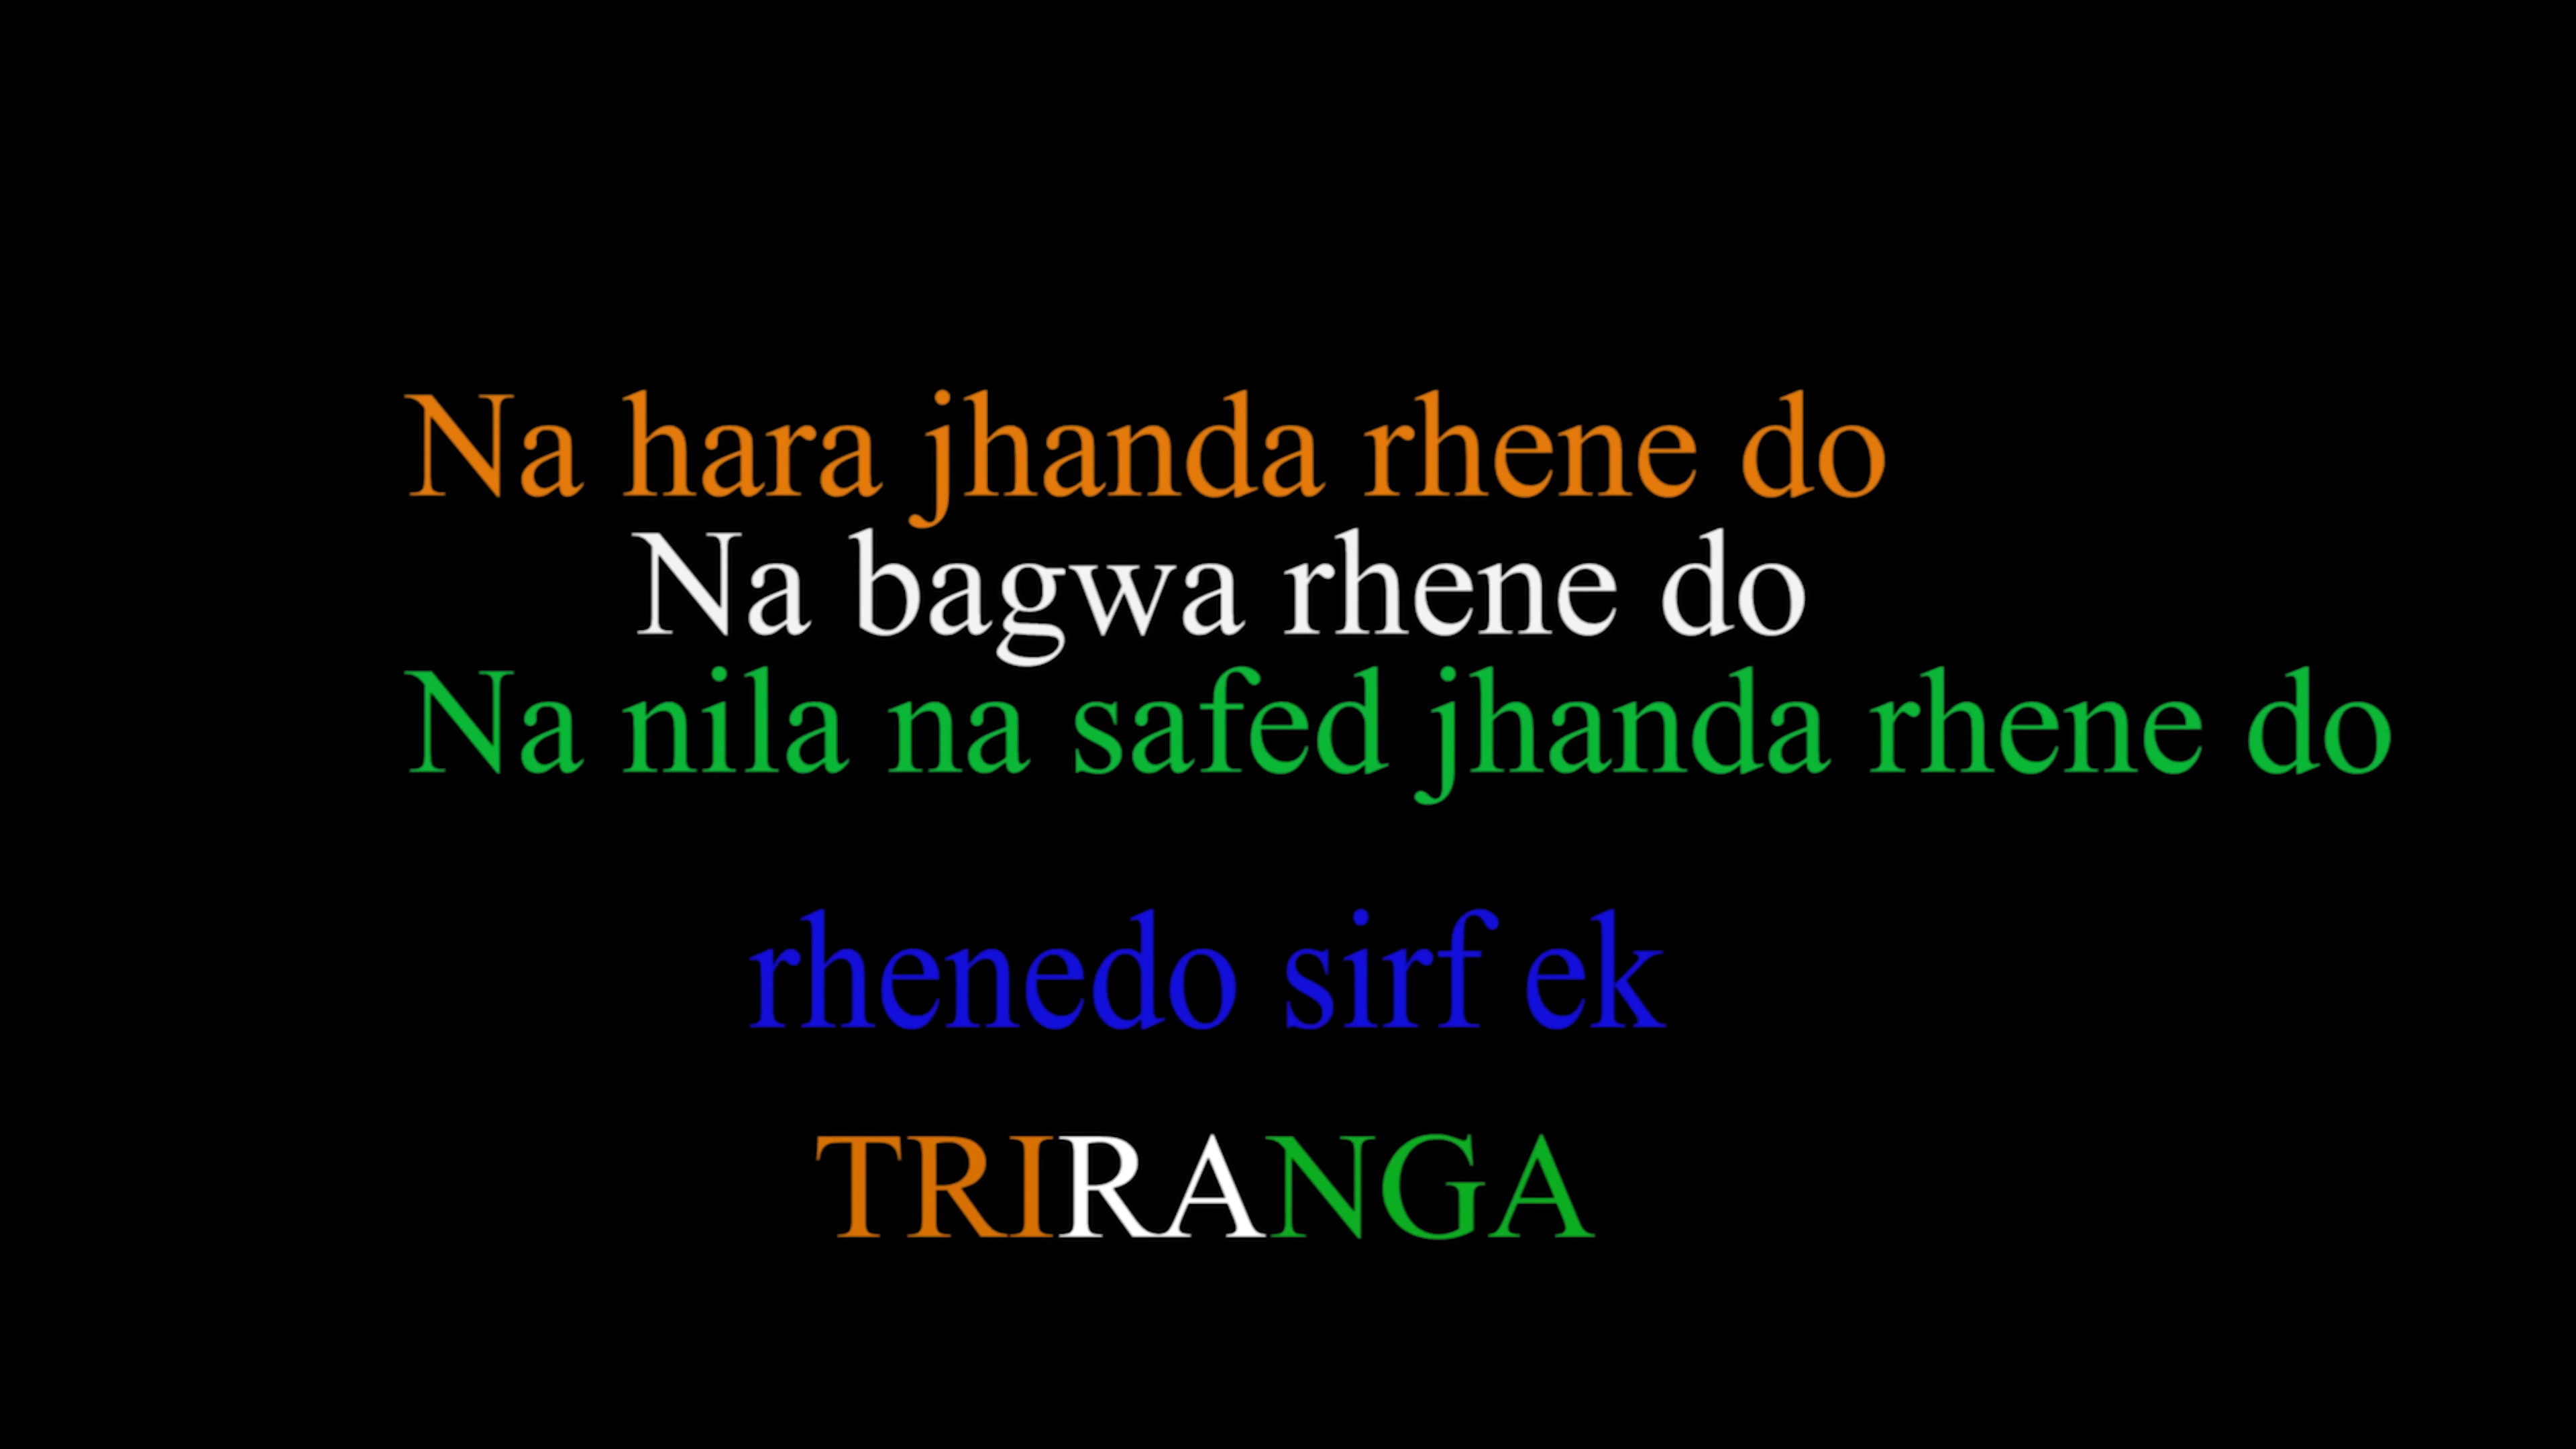 Na hara jhanda rhene do
Na bagwa rhene do
Na nila na safed jhanda rhene do
rhenedo sirf ek
TRIRANGA